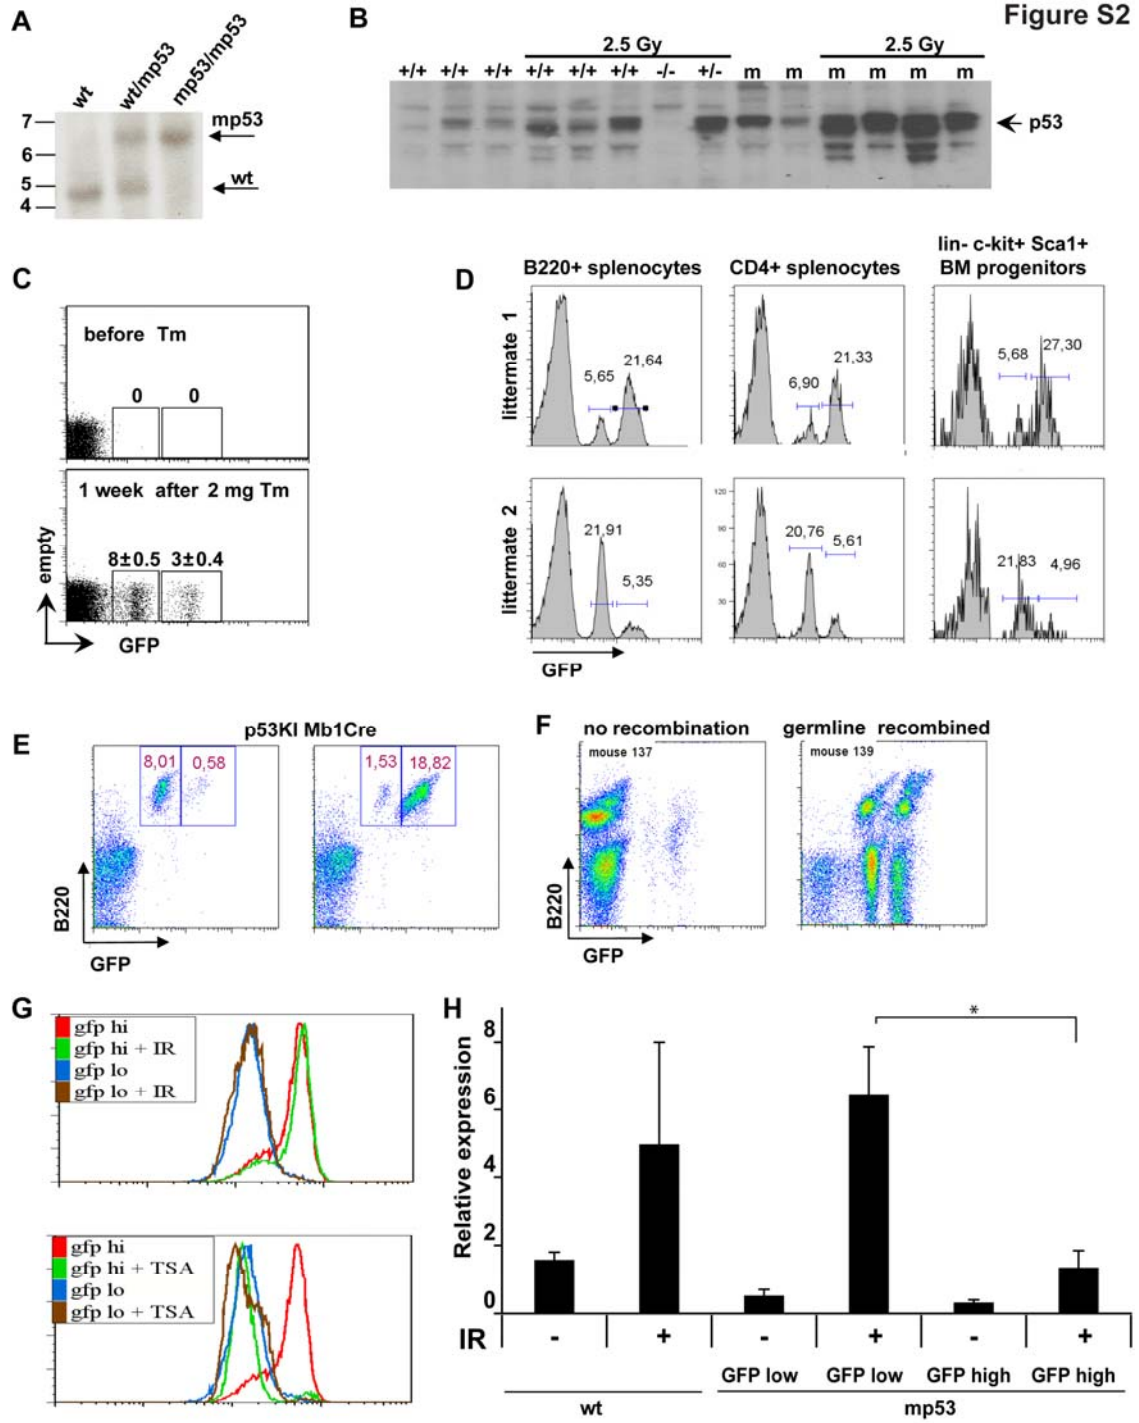 Figure S2
A
wt
wt/mp53
mp53/mp53
7
6
5
4
mp53
wt
B
2.5 Gy
2.5 Gy
+/+ +/+ +/+ +/+ +/+ +/+ -/- +/- m m m m m m
p53
C
before Tm
0 0
1 week after 2 mg Tm
8±0.5 3±0.4
empty
GFP
D
B220+ splenocytes
CD4+ splenocytes
lin- c-kit+ Sca1+
BM progenitors
littermate 1
5,65 21,64
6,90 21,33
5,68 27,30
littermate 2
21,91 5,35
120
90
60
30
20,76 5,61
21,83 4,96
GFP
E
p53KI Mb1Cre
8,01 0,58
1,53 18,82
B220
GFP
F
no recombination
germline recombined
mouse 137
mouse 139
B220
GFP
G
gfp hi
gfp hi + IR
gfp lo
gfp lo + IR
gfp hi
gfp hi + TSA
gfp lo
gfp lo + TSA
H
Relative expression
8
6
4
2
0
*
IR - + - + - +
GFP low GFP low GFP high GFP high
wt mp53